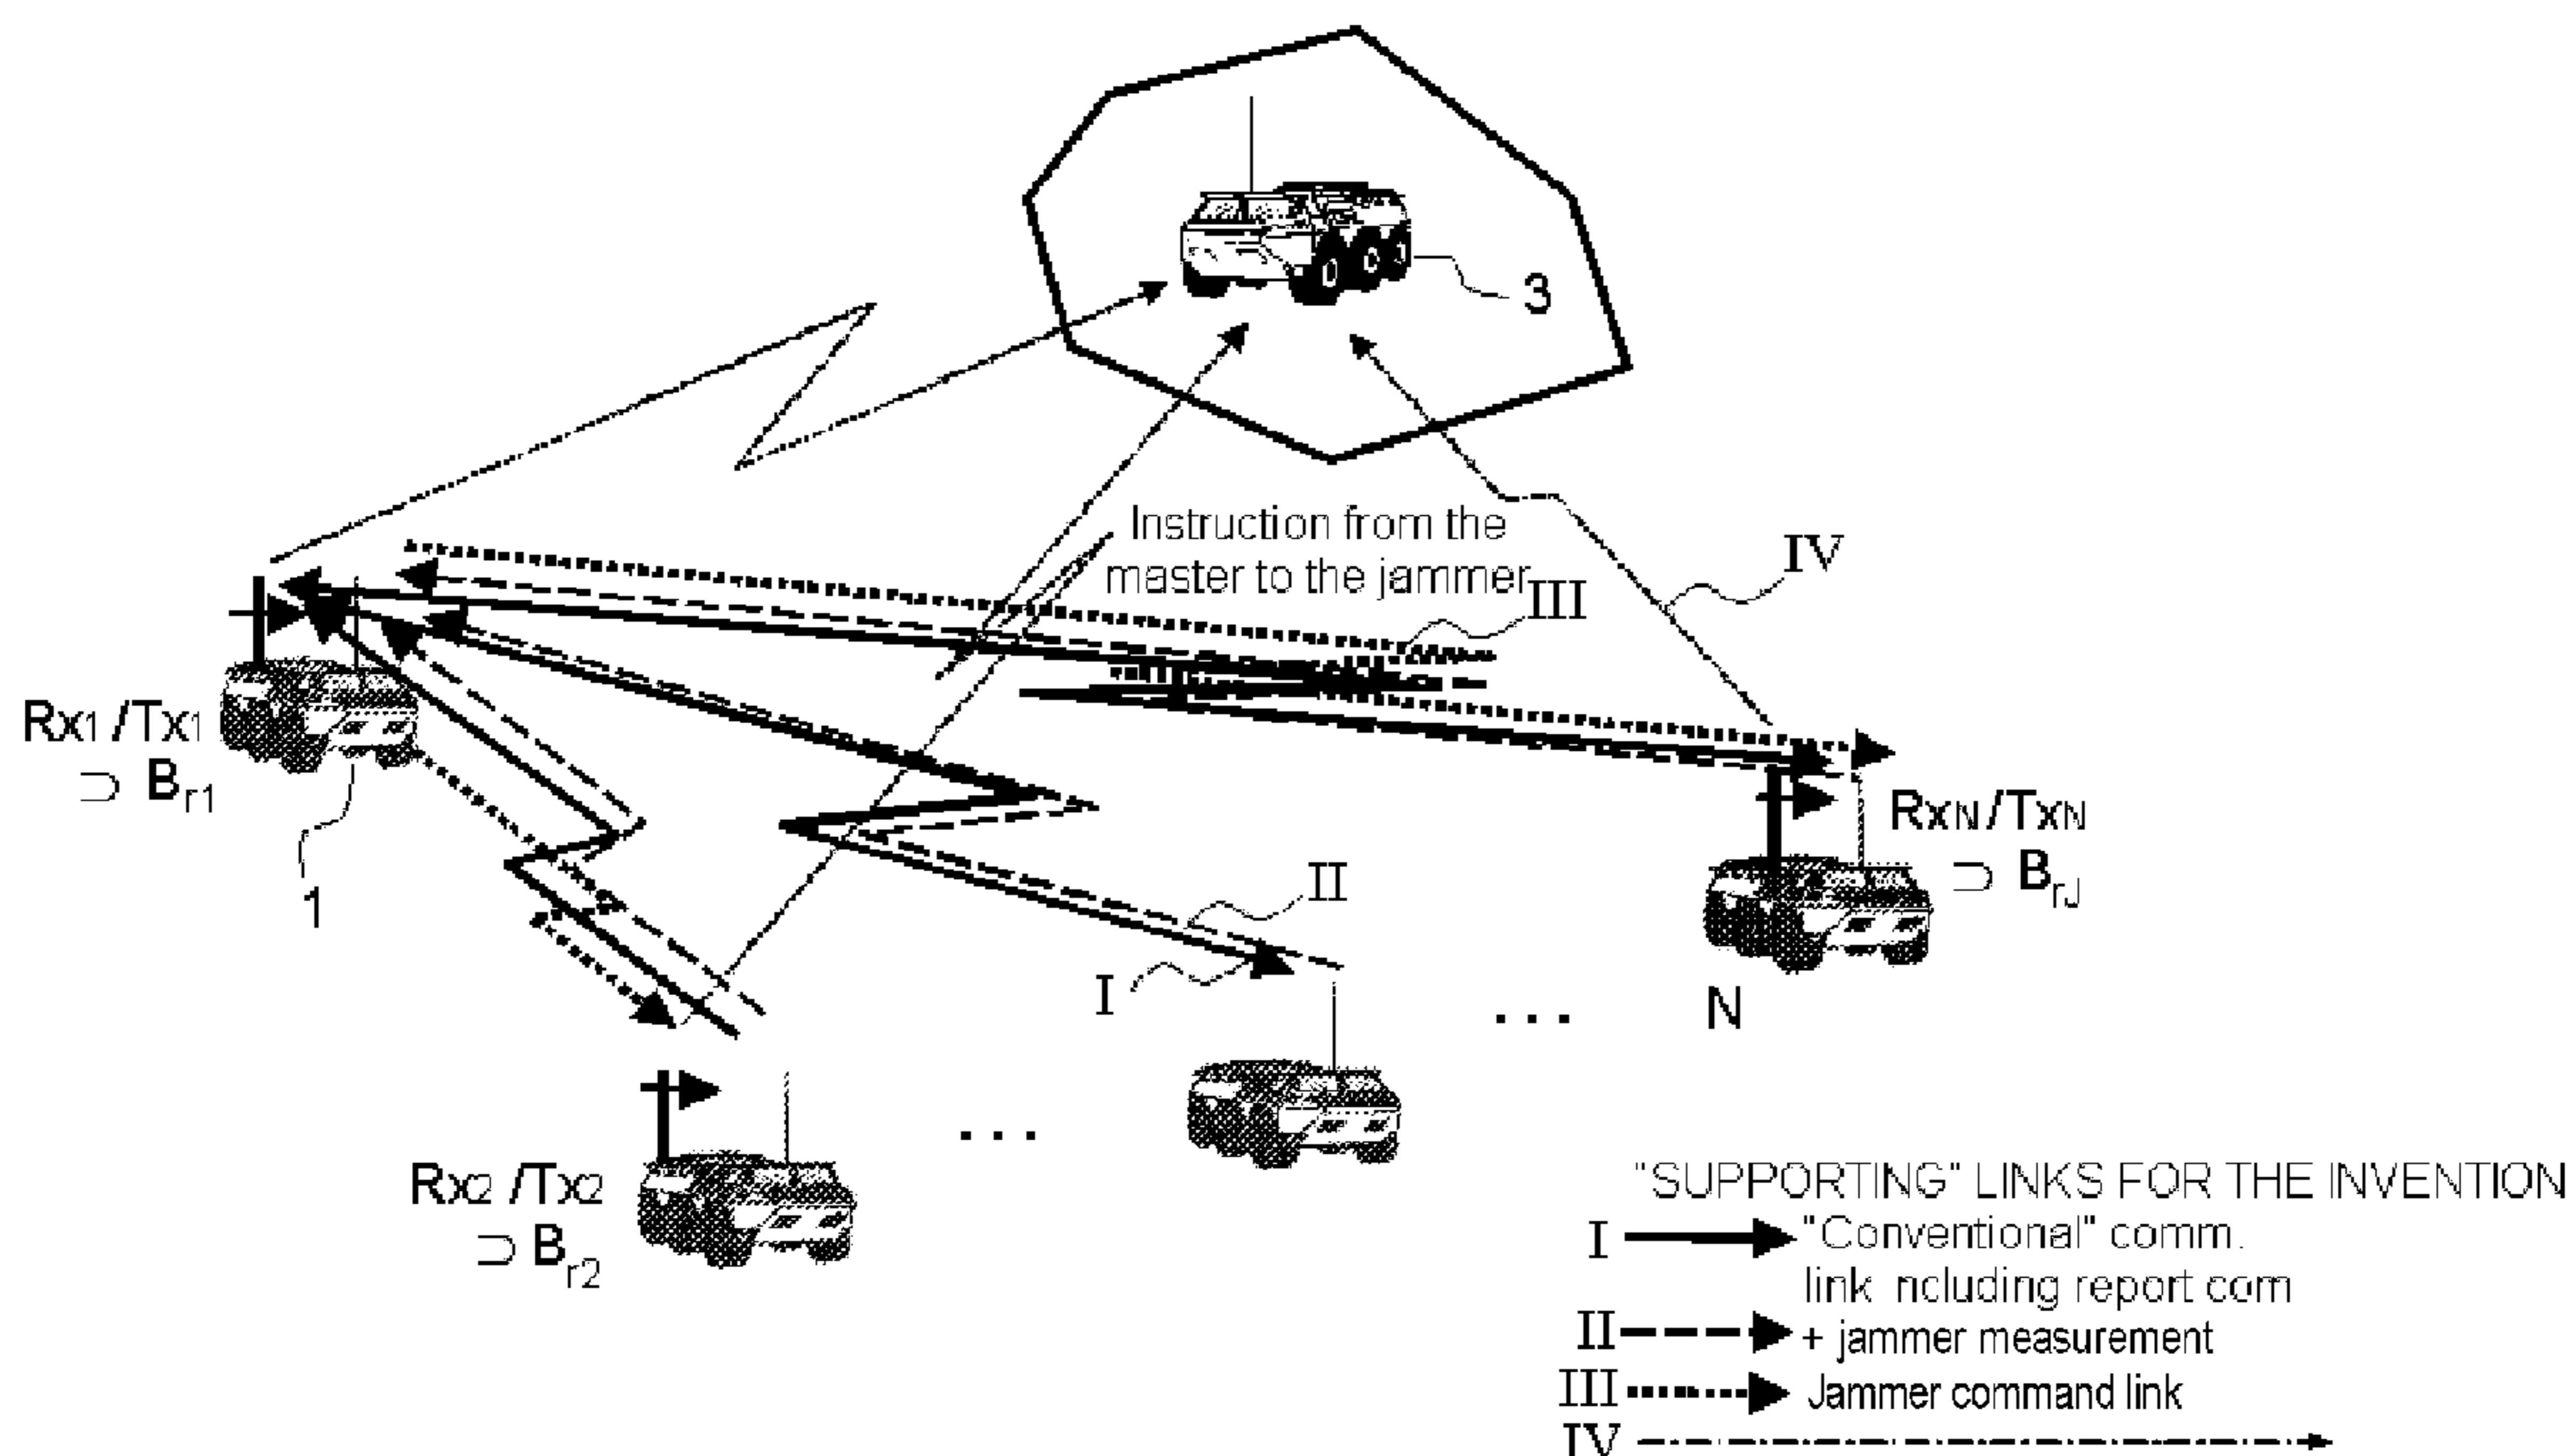 3
Instruction from the
master to the jammer
III
IV
Rx1 /Tx1
⊃ Br1
1
RxN /TxN
⊃ BrJ
II
I
...
N
...
Rx2 /Tx2
⊃ Br2
"SUPPORTING" LINKS FOR THE INVENTION
I "Conventional" comm.
link ncluding report com
II + jammer measurement
III Jammer command link
IV